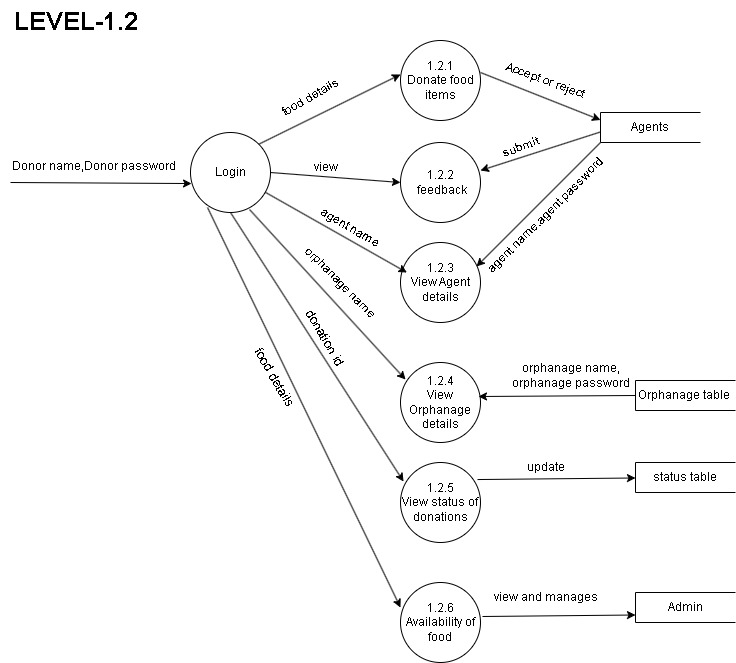 LEVEL-1.2
1.2.1
Donate food
items
food details
Accept or reject
Agents
Donor name,Donor password
Login
view
1.2.2
feedback
submit
agent name
agent name,agent password
1.2.3
View Agent
details
orphanage name
1.2.4
View
Orphanage
details
orphanage name,
orphanage password
Orphanage table
donation id
food details
1.2.5
View status of
donations
update
status table
1.2.6
Availability of
food
view and manages
Admin